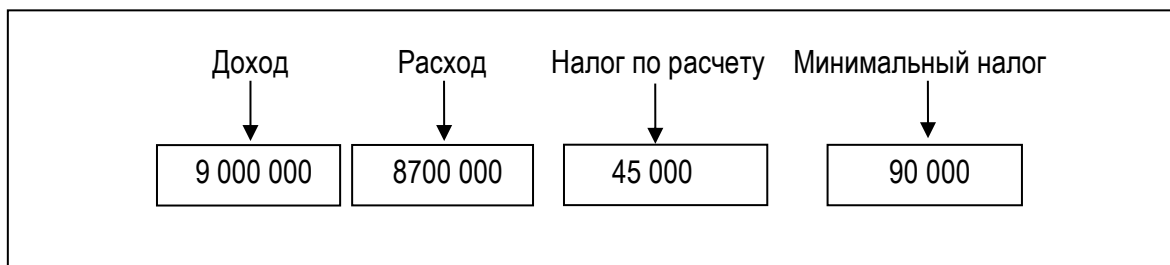 Доход Расход Налог по расчету Минимальный налог
9 000 000 8700 000 45 000 90 000